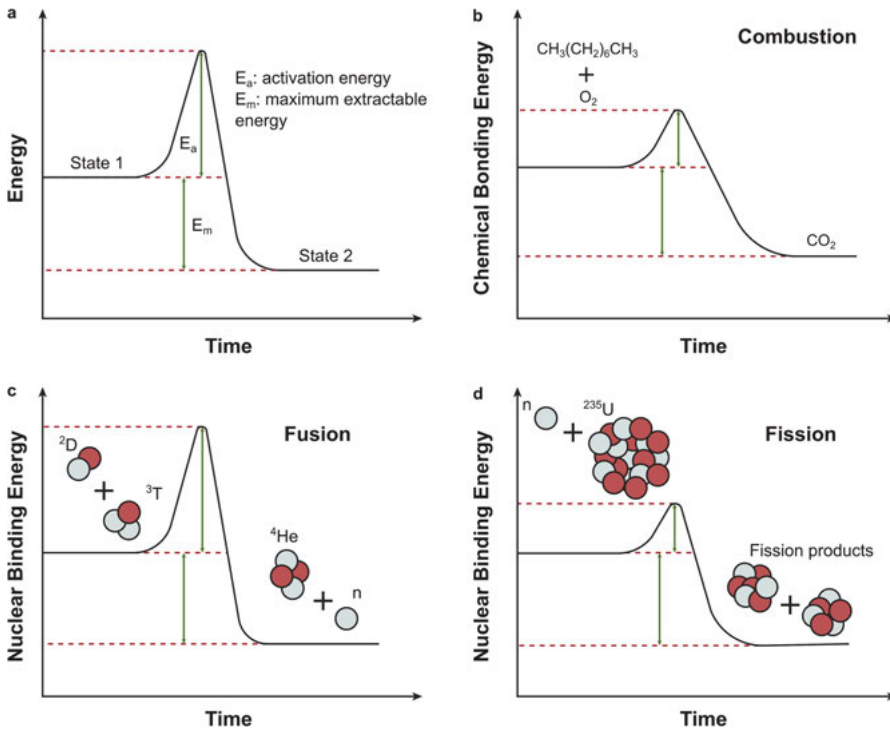 a
Energy
State 1
Eₐ
Eₘ
State 2
Eₐ: activation energy
Eₘ: maximum extractable
energy
Time
b
Combustion
CH₃(CH₂)₆CH₃
+
O₂
Chemical Bonding Energy
CO₂
Time
c
Fusion
Nuclear Binding Energy
²D
+
³T
⁴He
+
n
Time
d
Fission
Nuclear Binding Energy
n
+
²³⁵U
Fission products
+
Time